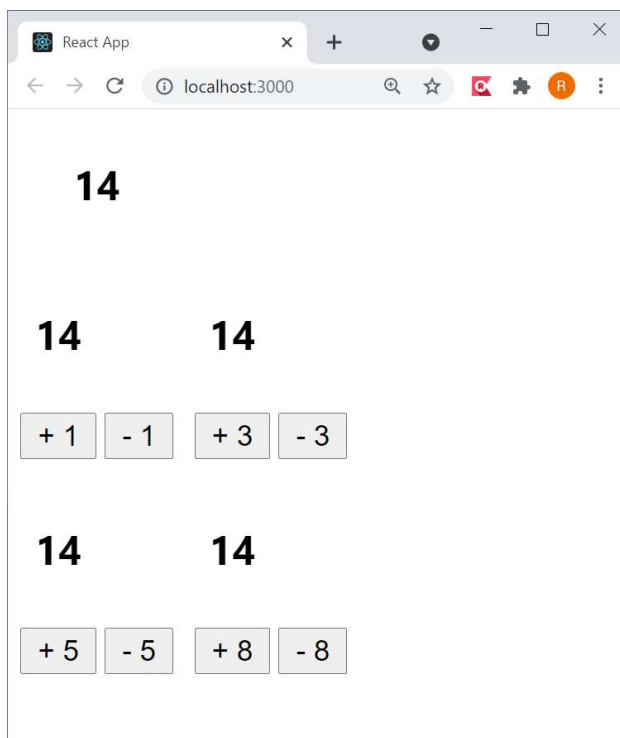 React App
localhost:3000
R
14
14 14
+ 1 - 1 + 3 - 3
14 14
+ 5 - 5 + 8 - 8